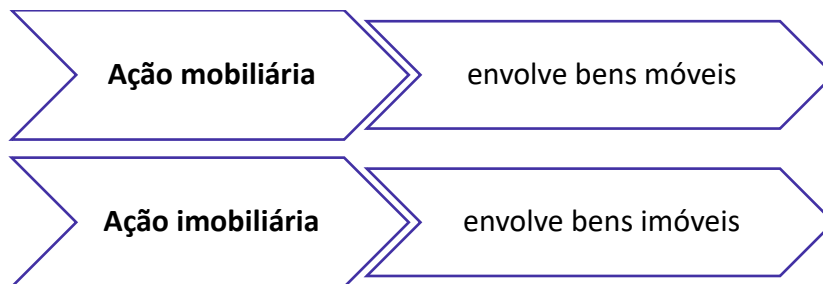 Ação mobiliária
envolve bens móveis
Ação imobiliária
envolve bens imóveis